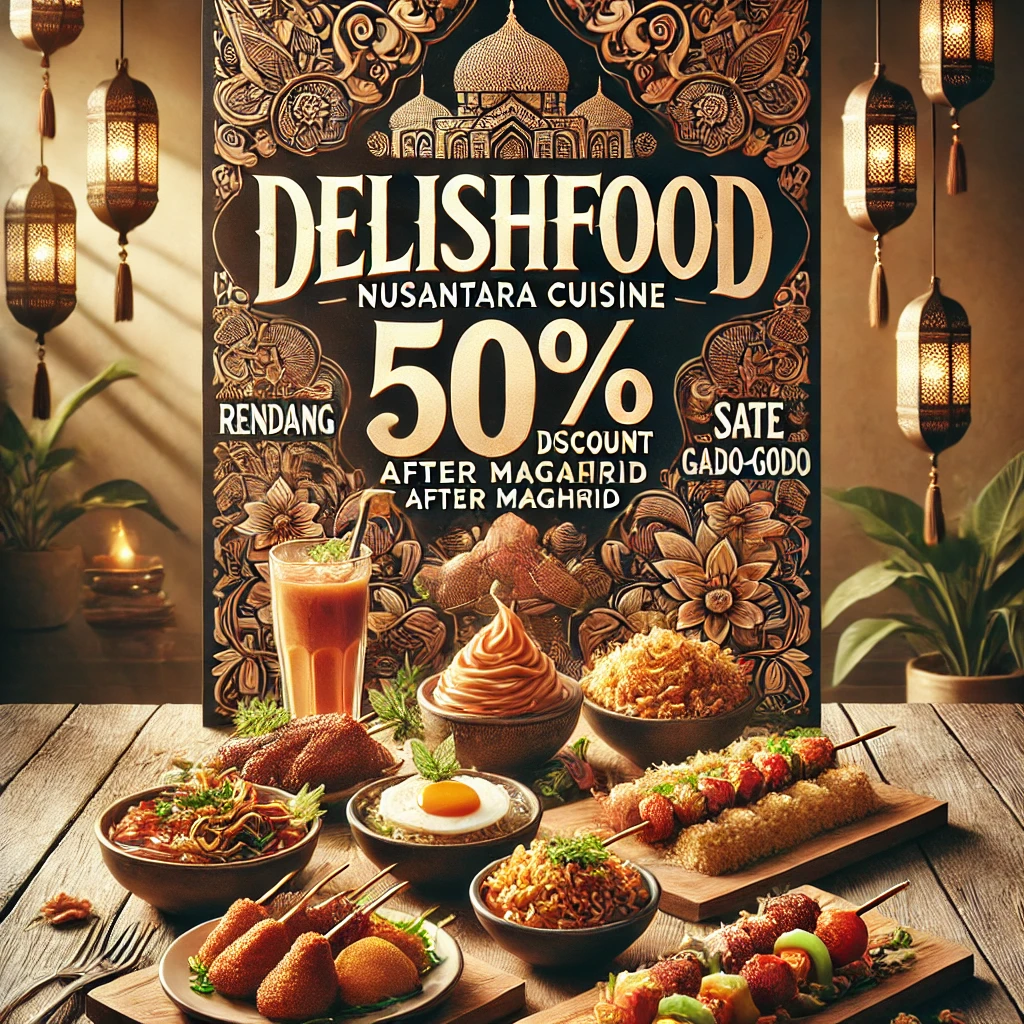 DELISHFOOD
NUSANTARA CUISINE
50%
DSCOUNT
AFTER MAGAHRID
AFTER MAGHRID
RENDANG
SATE
GADO-GODO